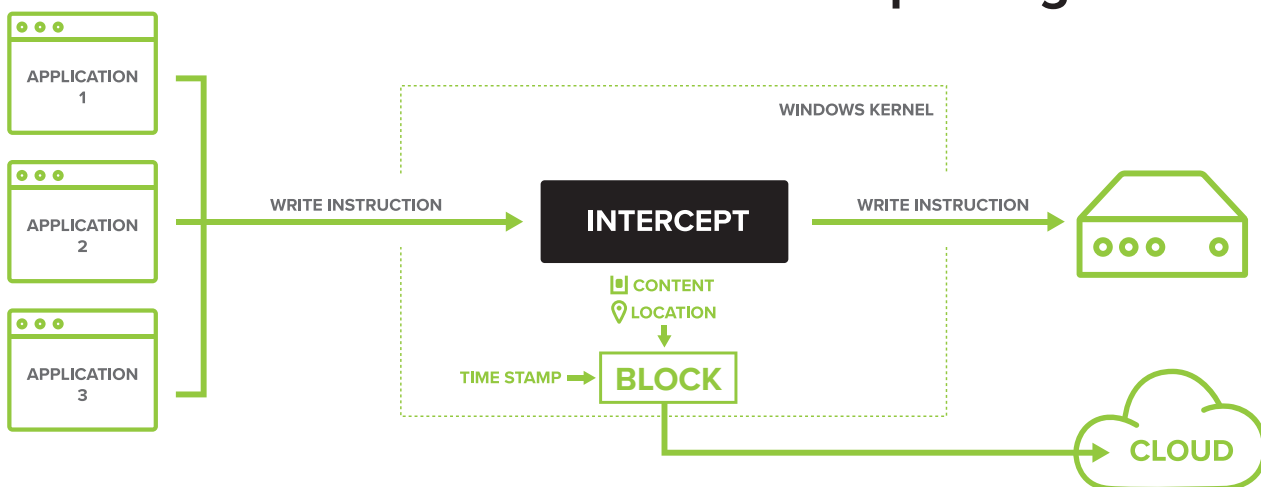 APPLICATION
1
WINDOWS KERNEL
WRITE INSTRUCTION
INTERCEPT
WRITE INSTRUCTION
APPLICATION
2
CONTENT
LOCATION
TIME STAMP
BLOCK
APPLICATION
3
CLOUD